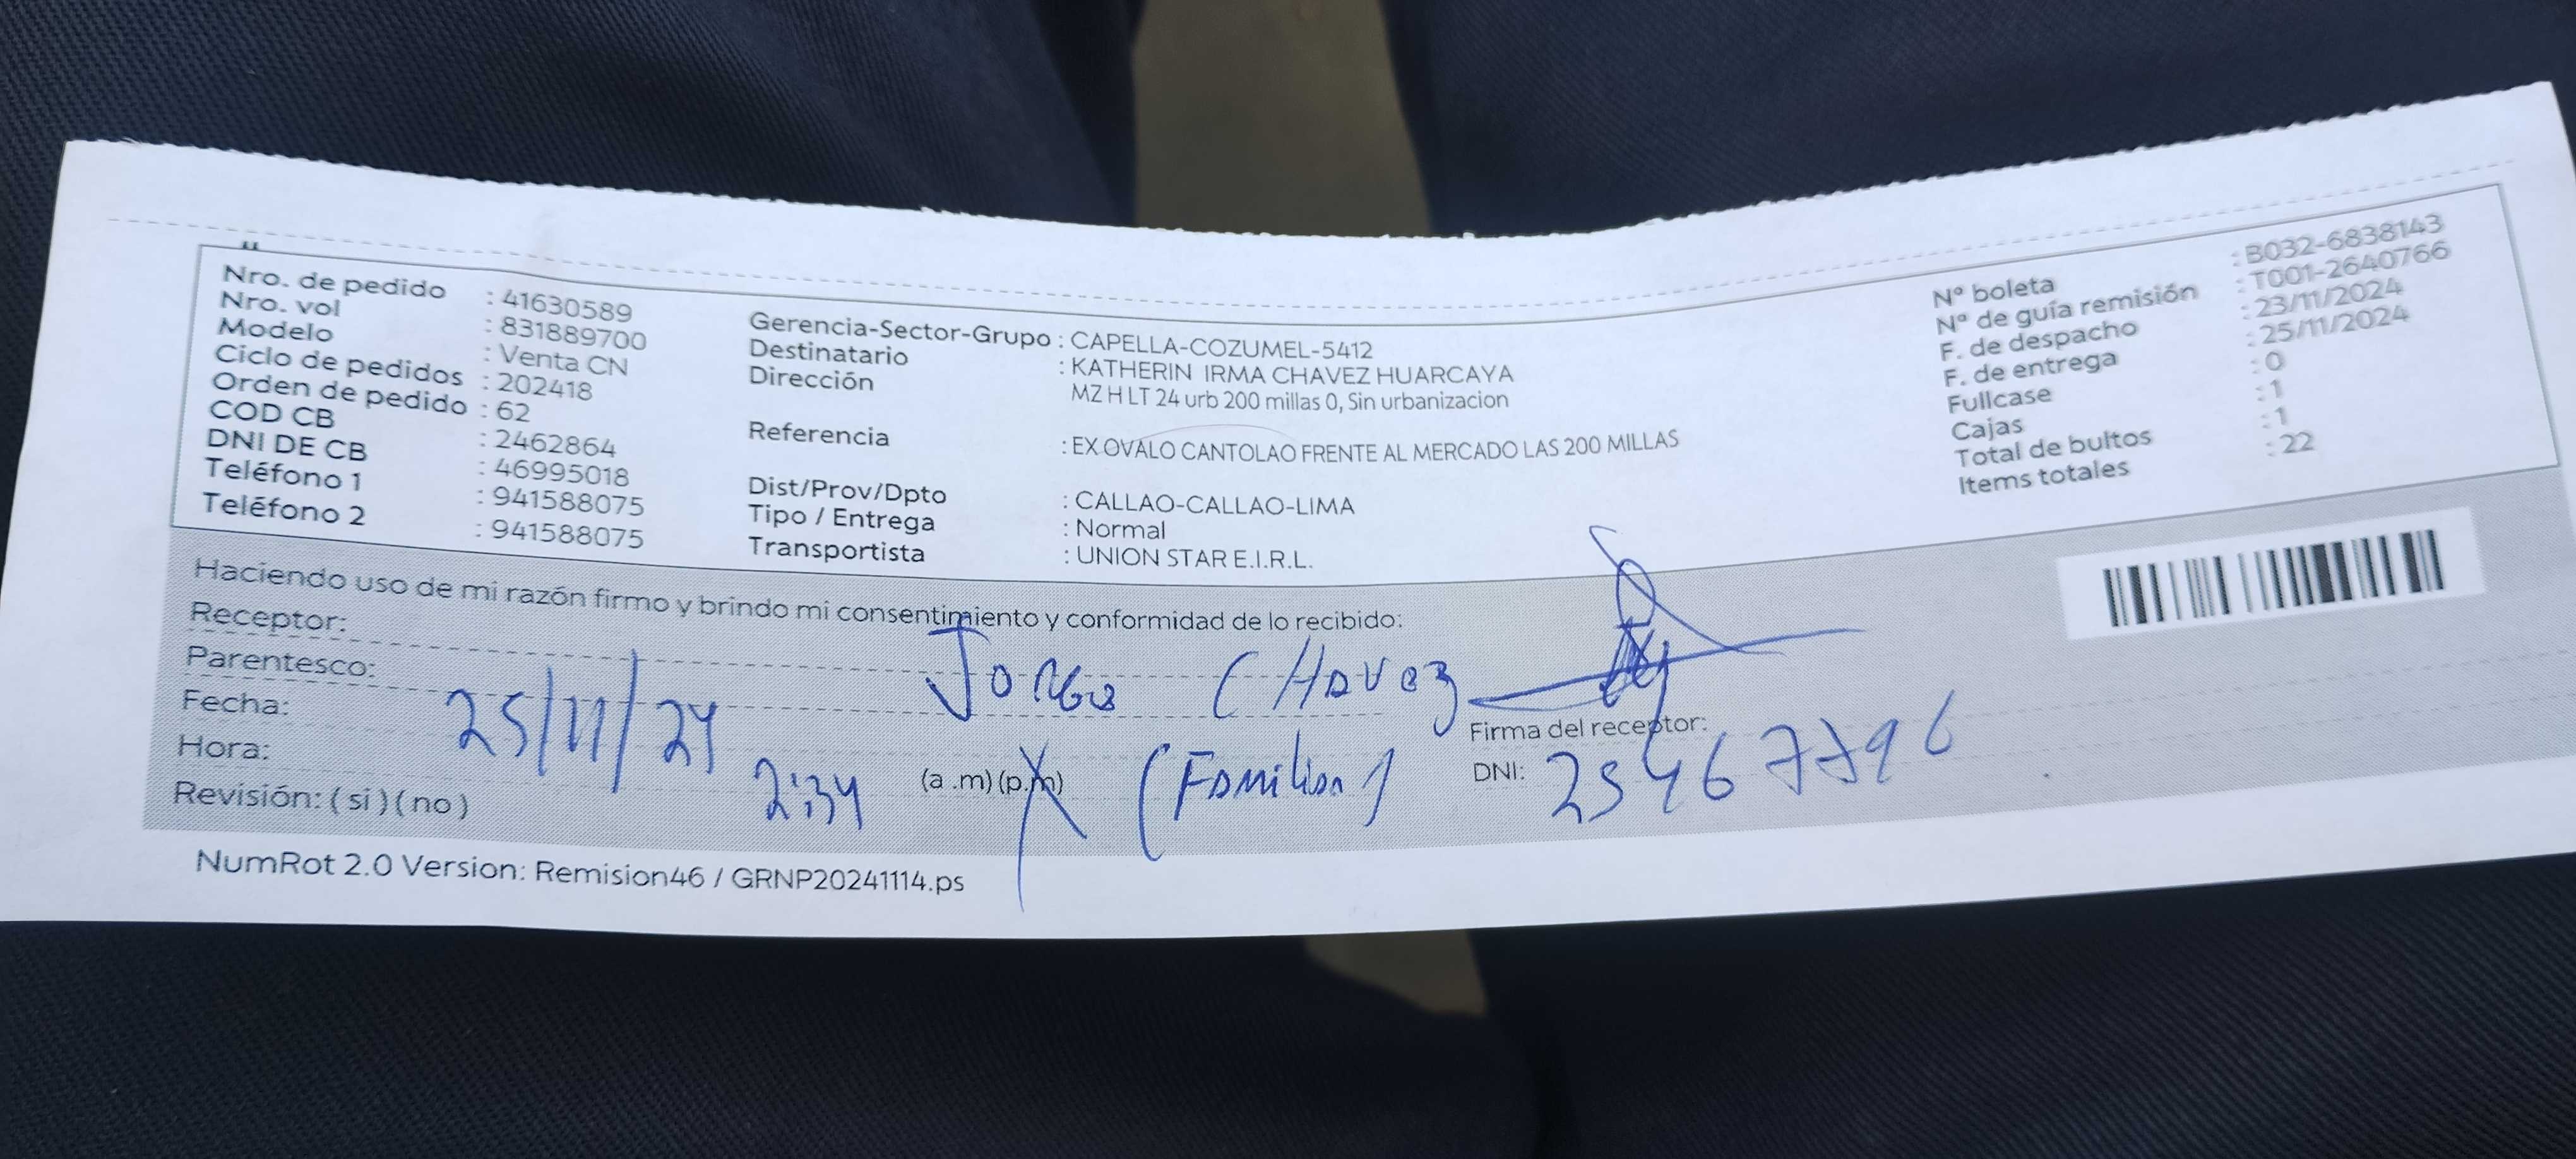 Nro. de pedido : 41630589
Nro. vol : 831889700
Modelo : Venta CN
Ciclo de pedidos : 202418
Orden de pedido : 62
COD CB : 2462864
DNI DE CB : 46995018
Teléfono 1 : 941588075
Teléfono 2 : 941588075
Gerencia-Sector-Grupo : CAPELLA-COZUMEL-5412
Destinatario : KATHERIN IRMA CHAVEZ HUARCAYA
Dirección MZ H LT 24 urb 200 millas 0, Sin urbanizacion
Referencia : EX OVALO CANTOLAO FRENTE AL MERCADO LAS 200 MILLAS
Dist/Prov/Dpto : CALLAO-CALLAO-LIMA
Tipo / Entrega : Normal
Transportista : UNION STAR E.I.R.L.
N° boleta : B032-6838143
N° de guía remisión : T001-2640766
F. de despacho : 23/11/2024
F. de entrega : 25/11/2024
Fullcase : 0
Cajas : 1
Total de bultos : 1
Items totales : 22
Haciendo uso de mi razón firmo y brindo mi consentimiento y conformidad de lo recibido:
Receptor: Jorge Chavez
Parentesco:
Fecha: 25/11/24
Firma del receptor:
Hora: 2:34 (a.m)(p.m) (Familiar)
DNI: 25467796
Revisión: (si)(no)
NumRot 2.0 Version: Remision46 / GRNP20241114.ps